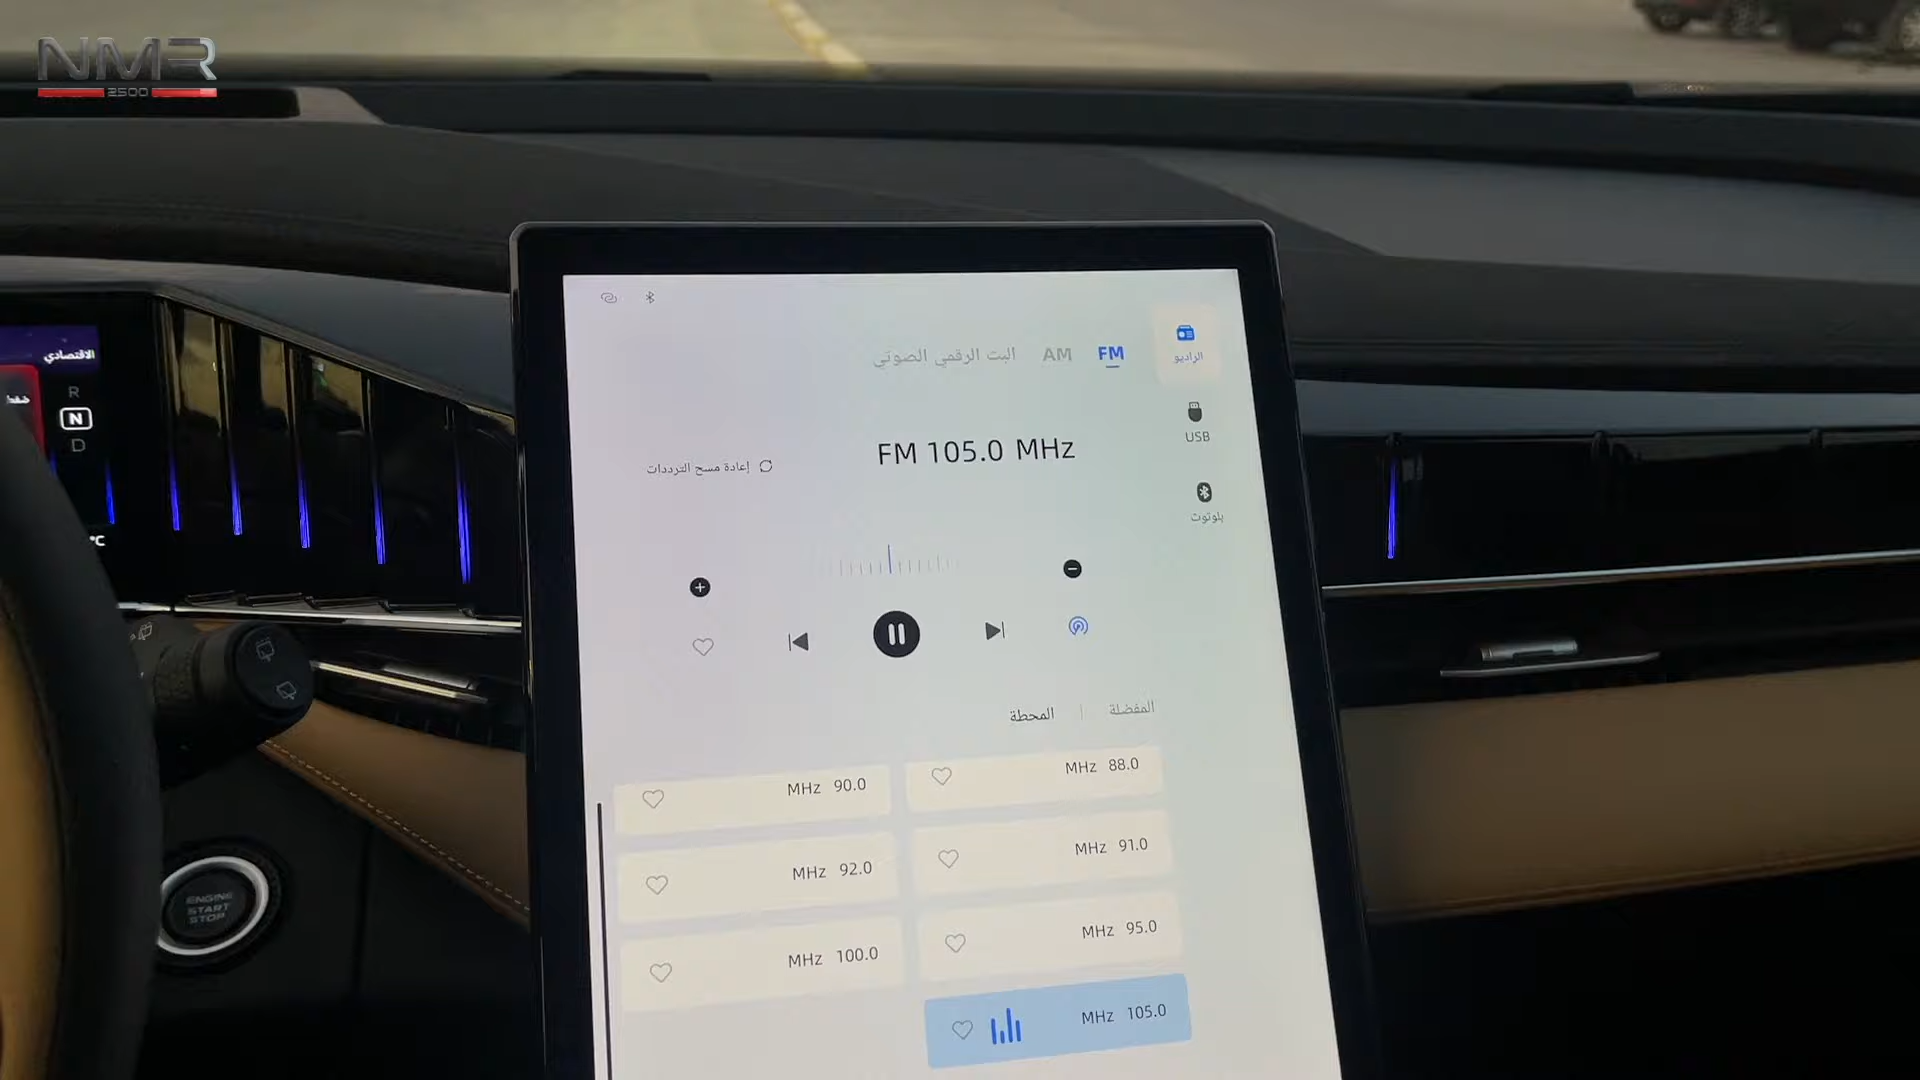 NMR
2500
الاقتصادي
R
N
D
°C
ENGINE
START
STOP
الراديو
FM
AM
البث الرقمي الصوتي
USB
بلوتوث
FM 105.0 MHz
إعادة مسح الترددات
المفضلة
المحطة
MHz 88.0
MHz 90.0
MHz 91.0
MHz 92.0
MHz 95.0
MHz 100.0
MHz 105.0